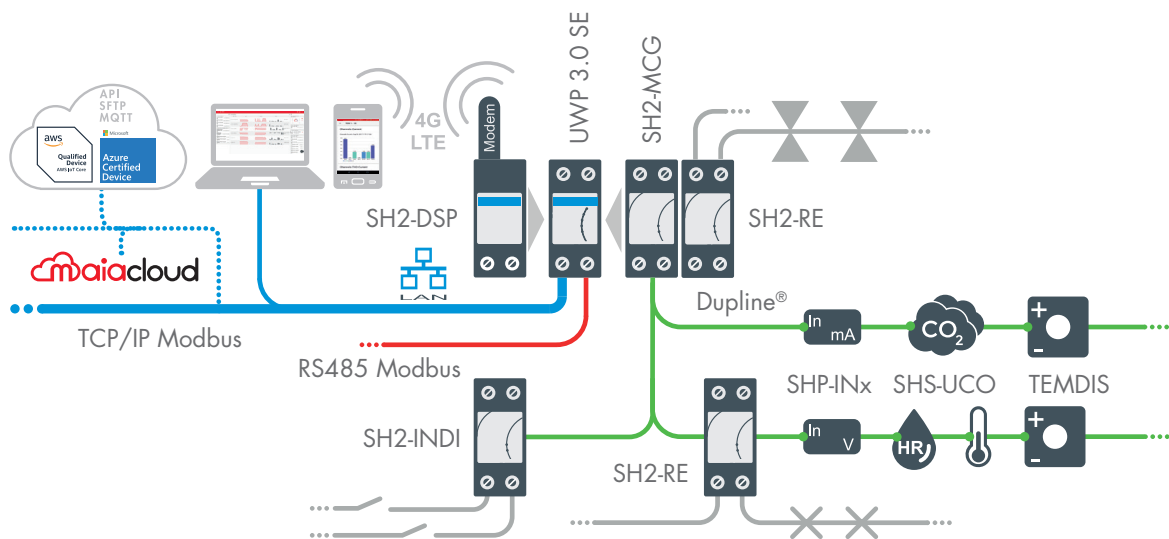 API
SFTP
MQTT
aws
Qualified
Device
AWS IoT Core
Microsoft
Azure
Certified
Device
maiacloud
4G
LTE
Modem
UWP 3.0 SE
SH2-MCG
SH2-DSP
SH2-RE
LAN
Dupline®
TCP/IP Modbus
RS485 Modbus
In
mA
CO2
+
-
SHP-INx
SHS-UCO
TEMDIS
SH2-INDI
SH2-RE
In
V
HR
+
-